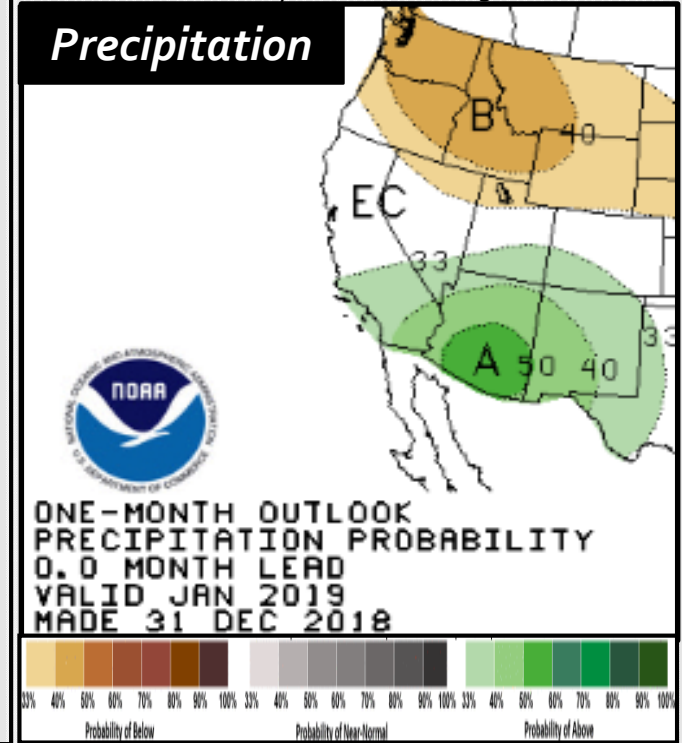 Precipitation
B
40
EC
33
33
A 50 40
NOAA
NATIONAL OCEANIC AND ATMOSPHERIC ADMINISTRATION
U.S. DEPARTMENT OF COMMERCE
ONE-MONTH OUTLOOK
PRECIPITATION PROBABILITY
0.0 MONTH LEAD
VALID JAN 2019
MADE 31 DEC 2018
33% 40% 50% 60% 70% 80% 90% 100% 33% 40% 50% 60% 70% 80% 90% 100% 33% 40% 50% 60% 70% 80% 90% 100%
Probability of Below Probability of Near-Normal Probability of Above